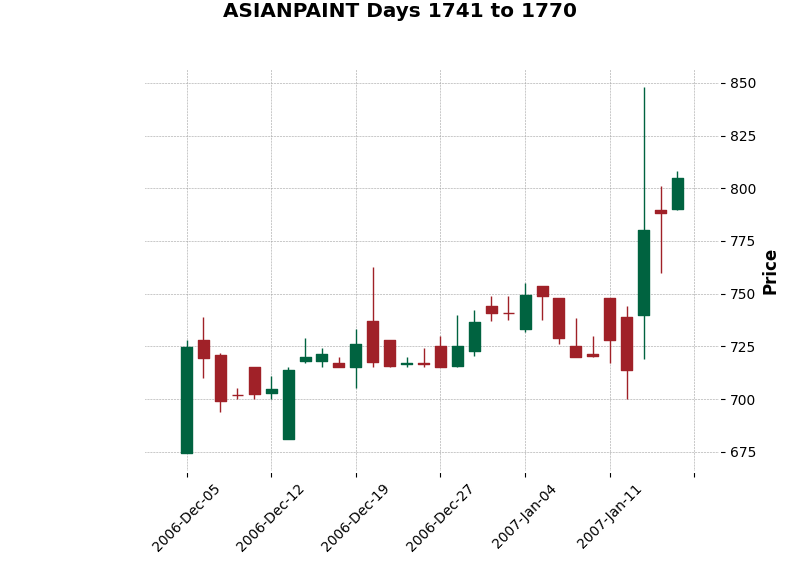 ASIANPAINT Days 1741 to 1770
850
825
800
775
750
725
700
675
Price
2006-Dec-05
2006-Dec-12
2006-Dec-19
2006-Dec-27
2007-Jan-04
2007-Jan-11